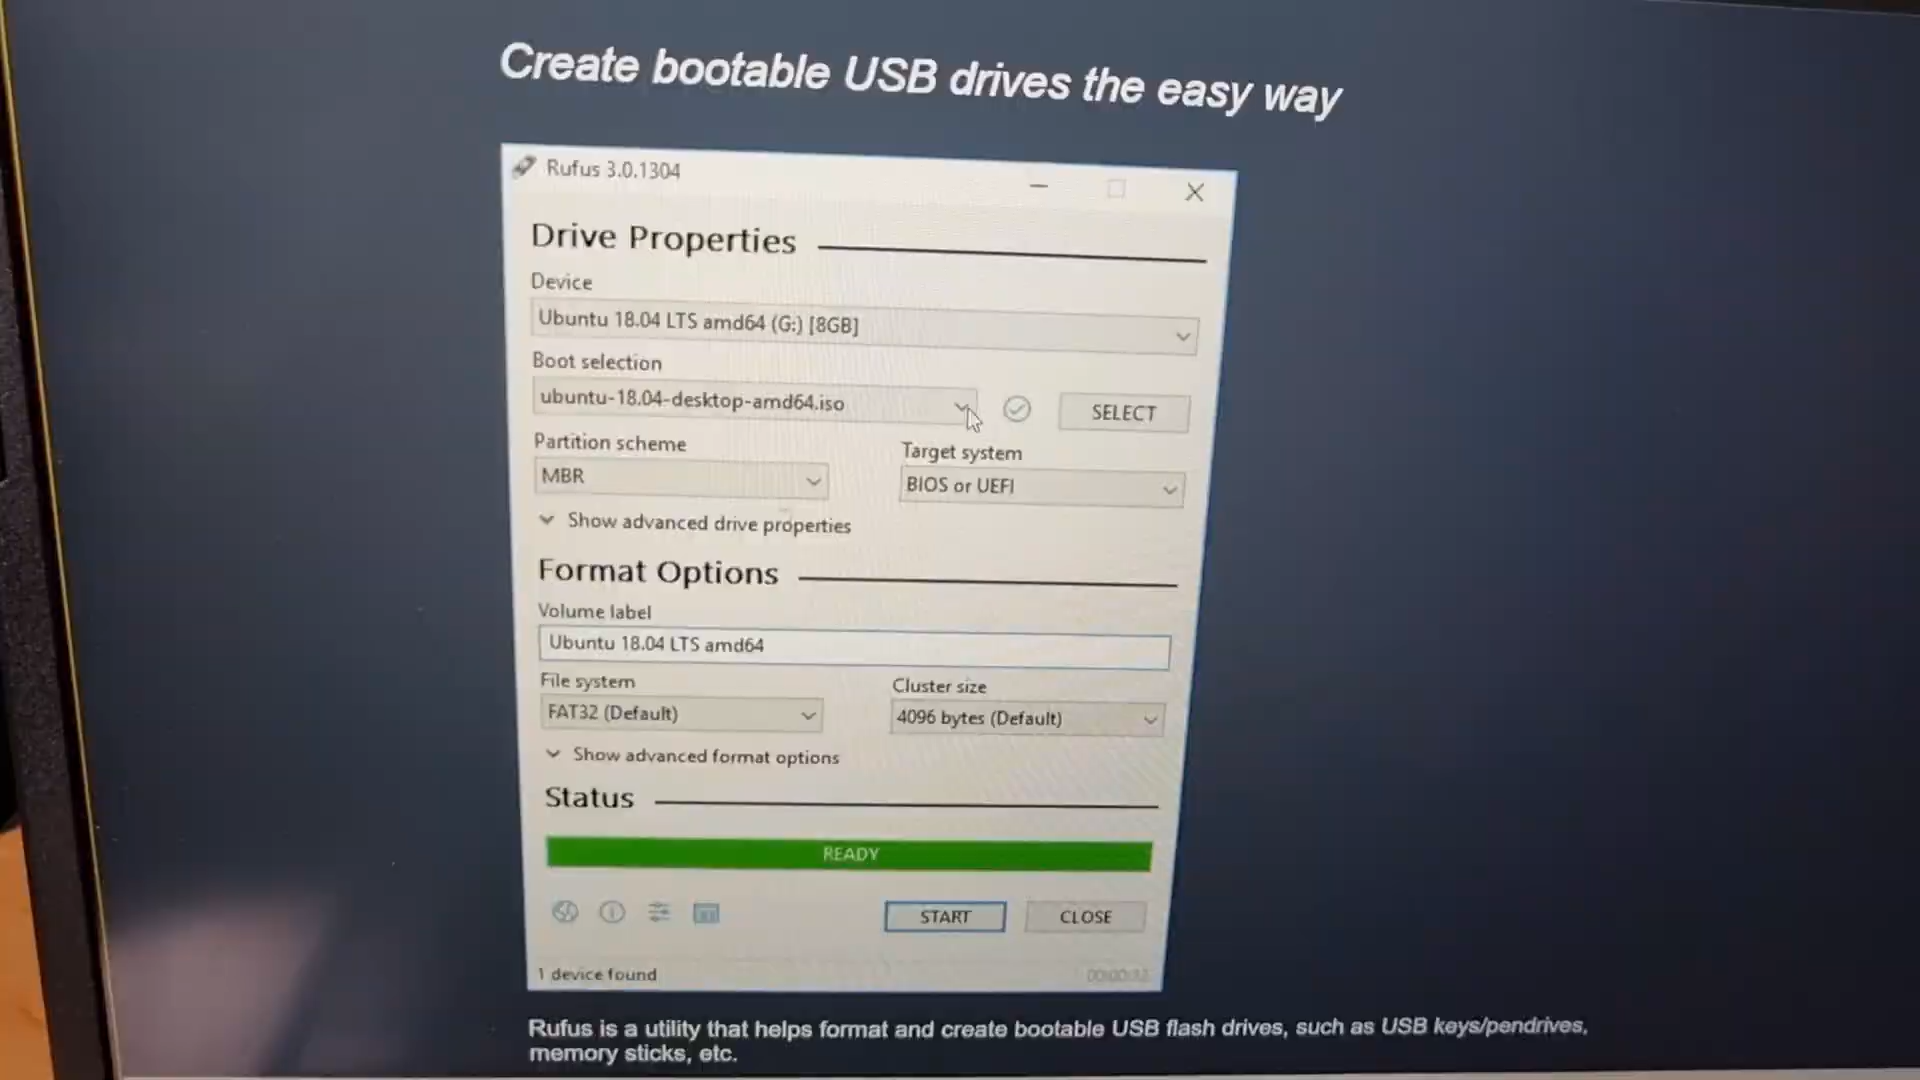 Create bootable USB drives the easy way
Rufus 3.0.1304
Drive Properties
Device
Ubuntu 18.04 LTS amd64 (G:) [8GB]
Boot selection
ubuntu-18.04-desktop-amd64.iso
SELECT
Partition scheme
Target system
MBR
BIOS or UEFI
Show advanced drive properties
Format Options
Volume label
Ubuntu 18.04 LTS amd64
File system
Cluster size
FAT32 (Default)
4096 bytes (Default)
Show advanced format options
Status
READY
START
CLOSE
1 device found
Rufus is a utility that helps format and create bootable USB flash drives, such as USB keys/pendrives,
memory sticks, etc.